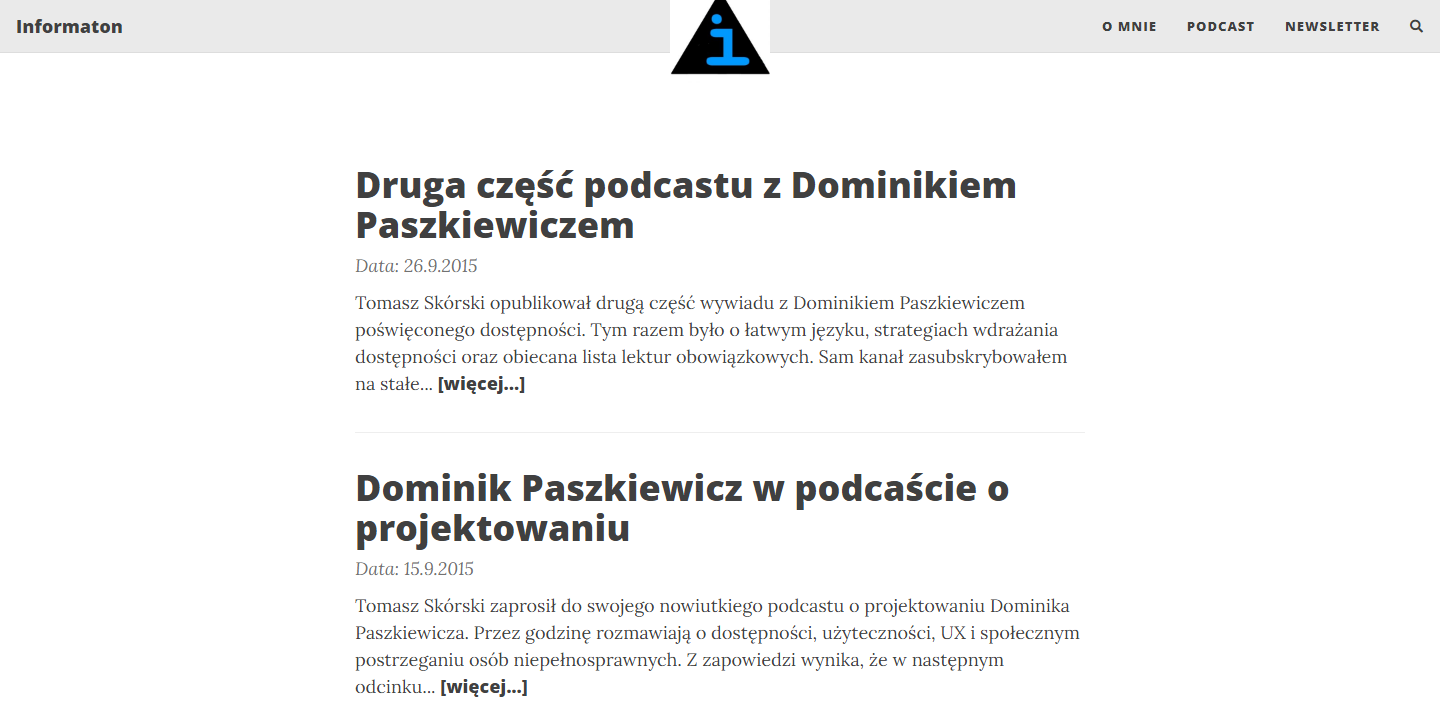 Informaton
i
O MNIE
PODCAST
NEWSLETTER
Druga część podcastu z Dominikiem
Paszkiewiczem
Data: 26.9.2015
Tomasz Skórski opublikował drugą część wywiadu z Dominikiem Paszkiewiczem
poświęconego dostępności. Tym razem było o łatwym języku, strategiach wdrażania
dostępności oraz obiecana lista lektur obowiązkowych. Sam kanał zasubskrybowałem
na stałe... [więcej...]
Dominik Paszkiewicz w podcaście o
projektowaniu
Data: 15.9.2015
Tomasz Skórski zaprosił do swojego nowiutkiego podcastu o projektowaniu Dominika
Paszkiewicza. Przez godzinę rozmawiają o dostępności, użyteczności, UX i społecznym
postrzeganiu osób niepełnosprawnych. Z zapowiedzi wynika, że w następnym
odcinku... [więcej...]